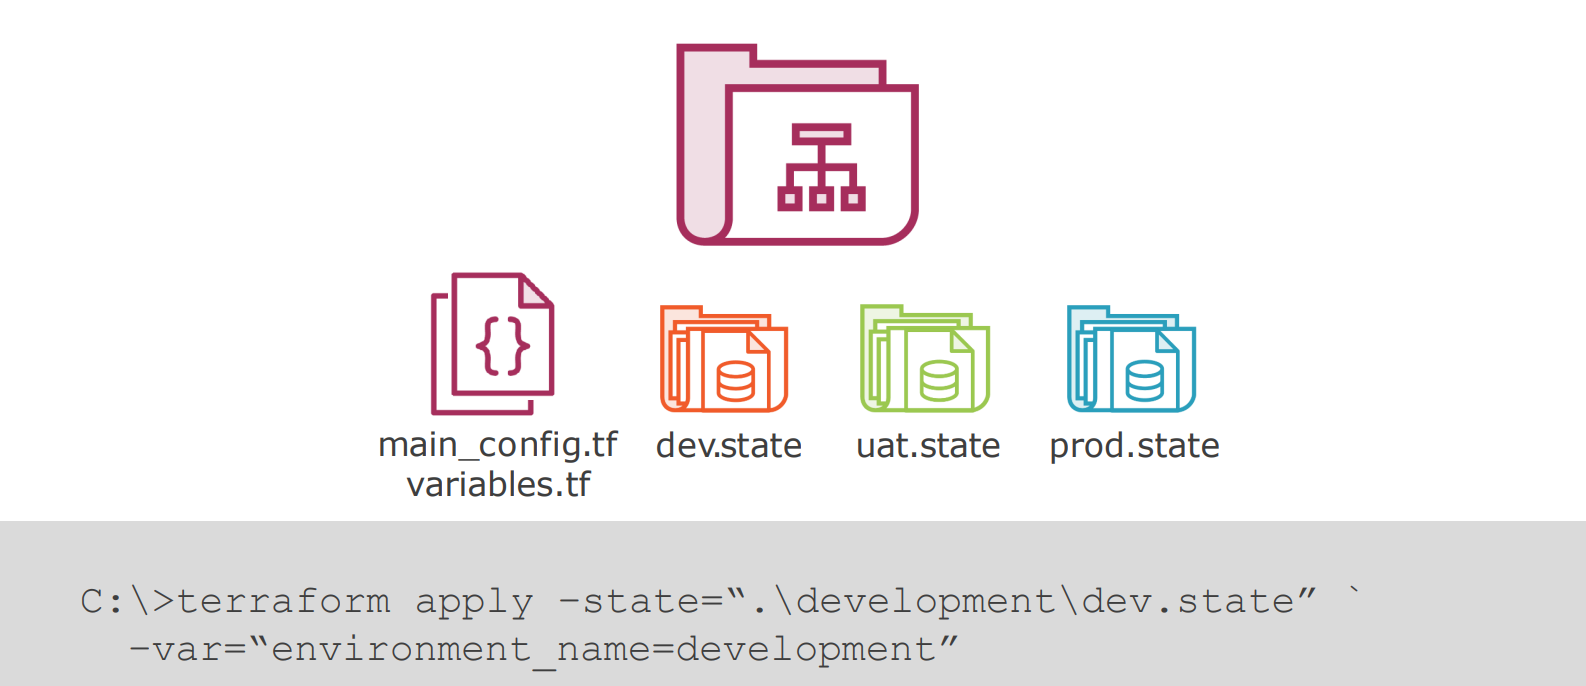 main_config.tf
variables.tf
dev.state
uat.state
prod.state
C:\>terraform apply -state=“.\development\dev.state” `
-var=“environment_name=development”